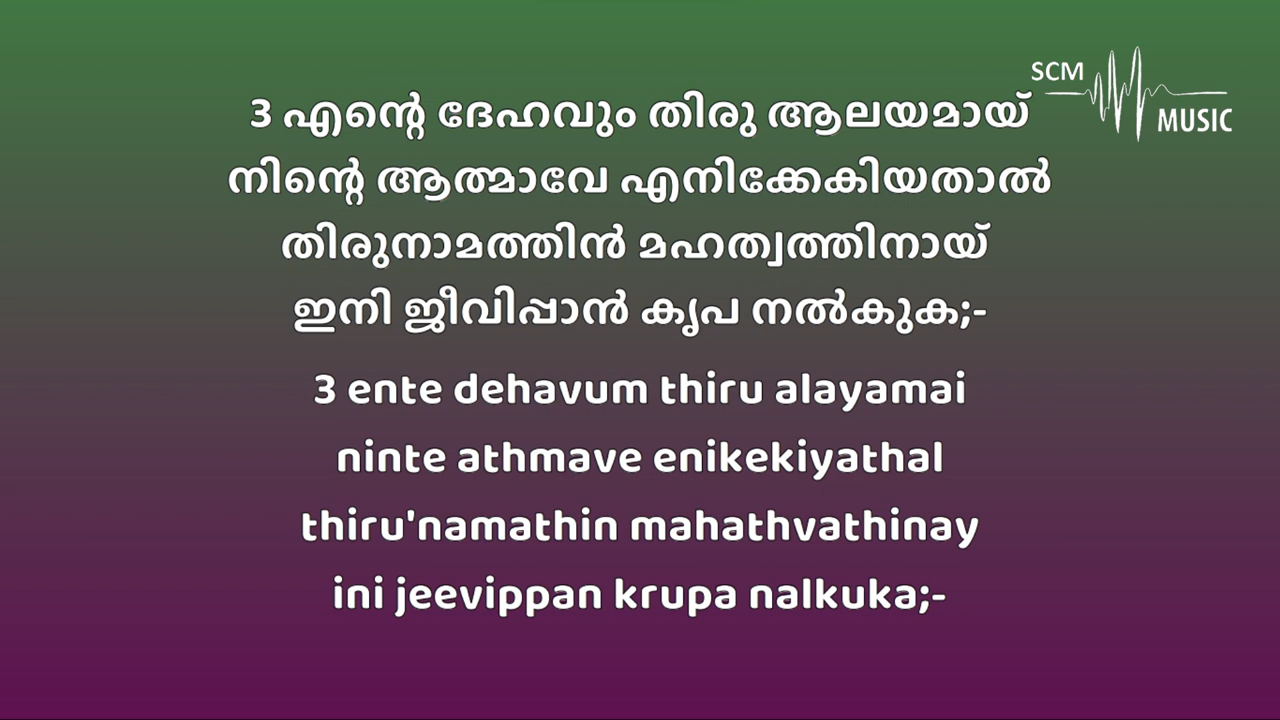 SCM
MUSIC
3 എന്റെ ദേഹവും തിരു ആലയമായ്
നിന്റെ ആത്മാവേ എനിക്കേകിയതാൽ
തിരുനാമത്തിൻ മഹത്വത്തിനായ്
ഇനി ജീവിപ്പാൻ കൃപ നൽകുക;-
3 ente dehavum thiru alayamai
ninte athmave enikekiyathal
thiru'namathin mahathvathinay
ini jeevippan krupa nalkuka;-